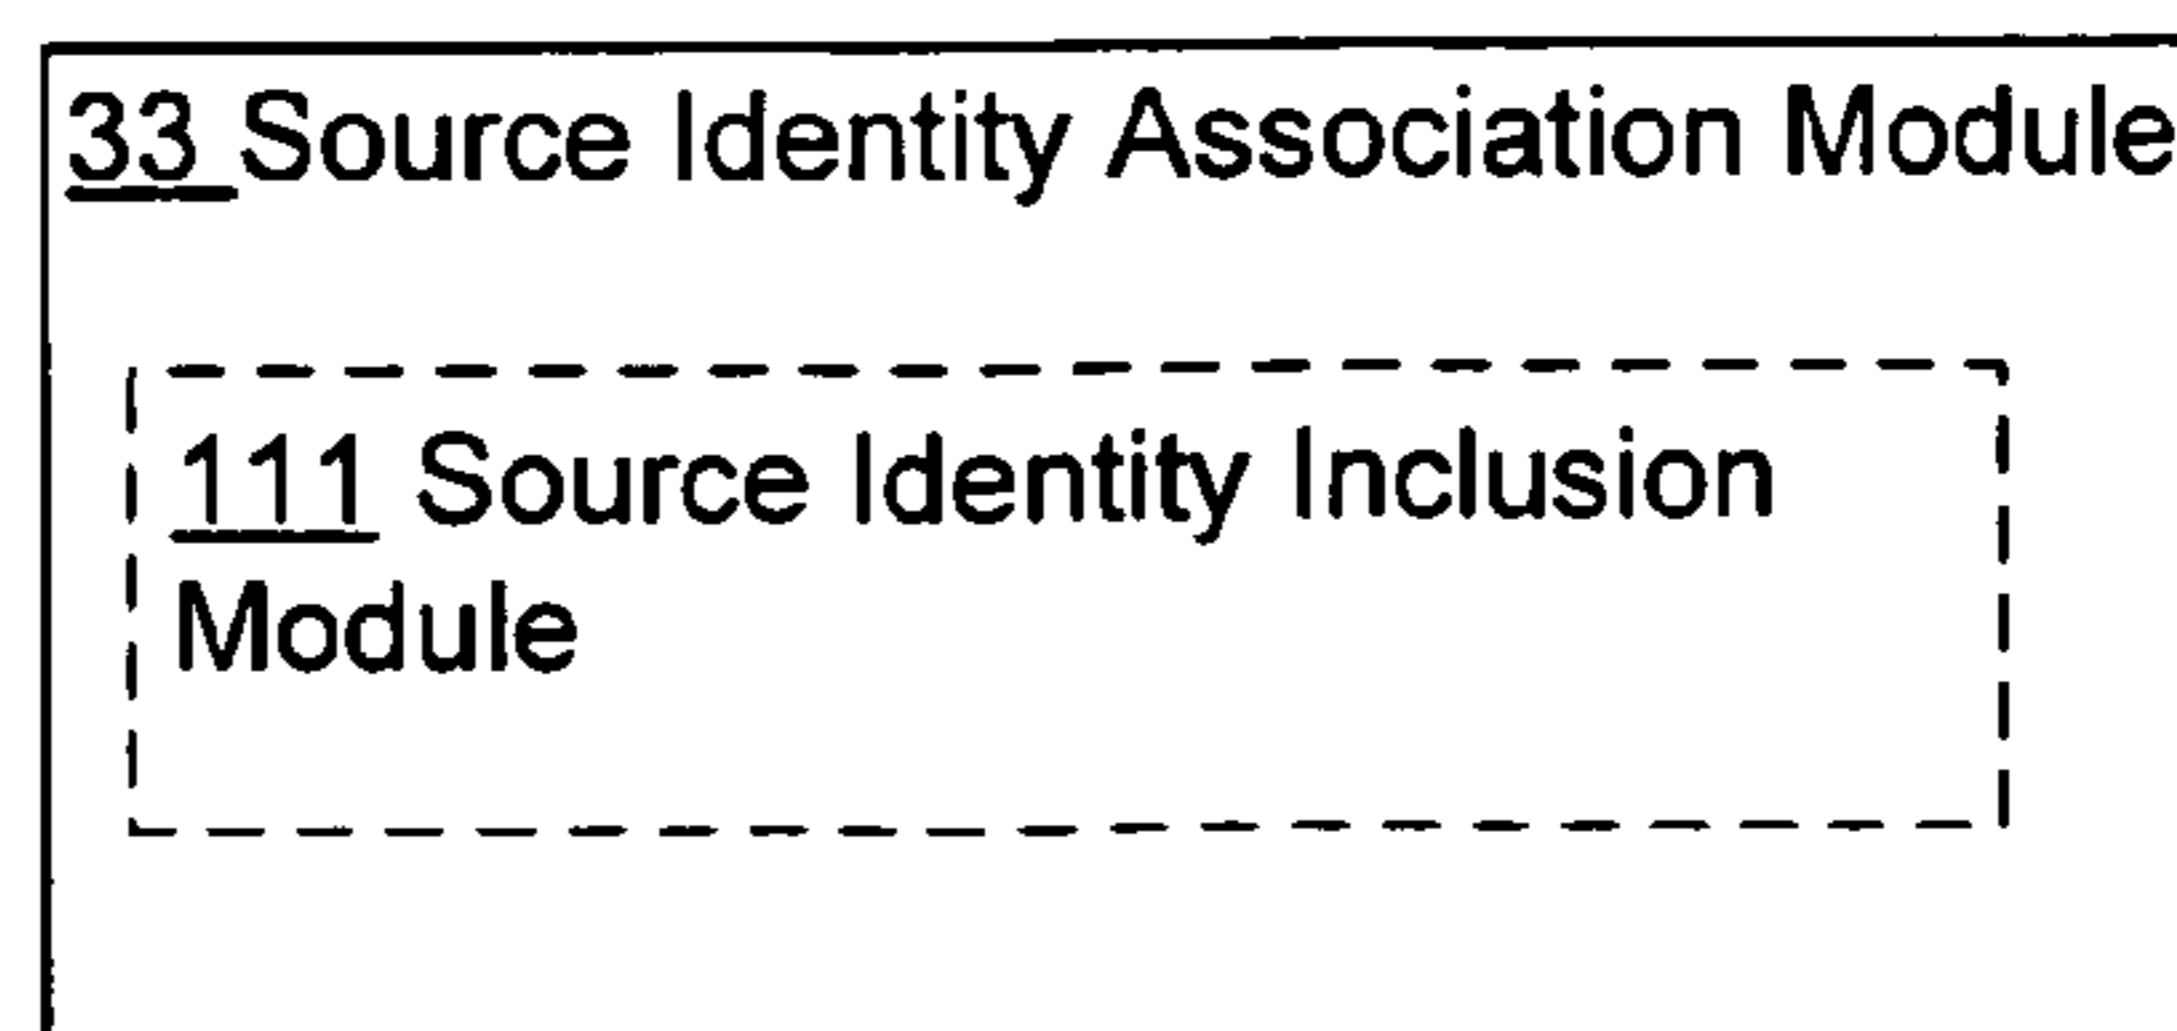 33 Source Identity Association Module
111 Source Identity Inclusion
Module